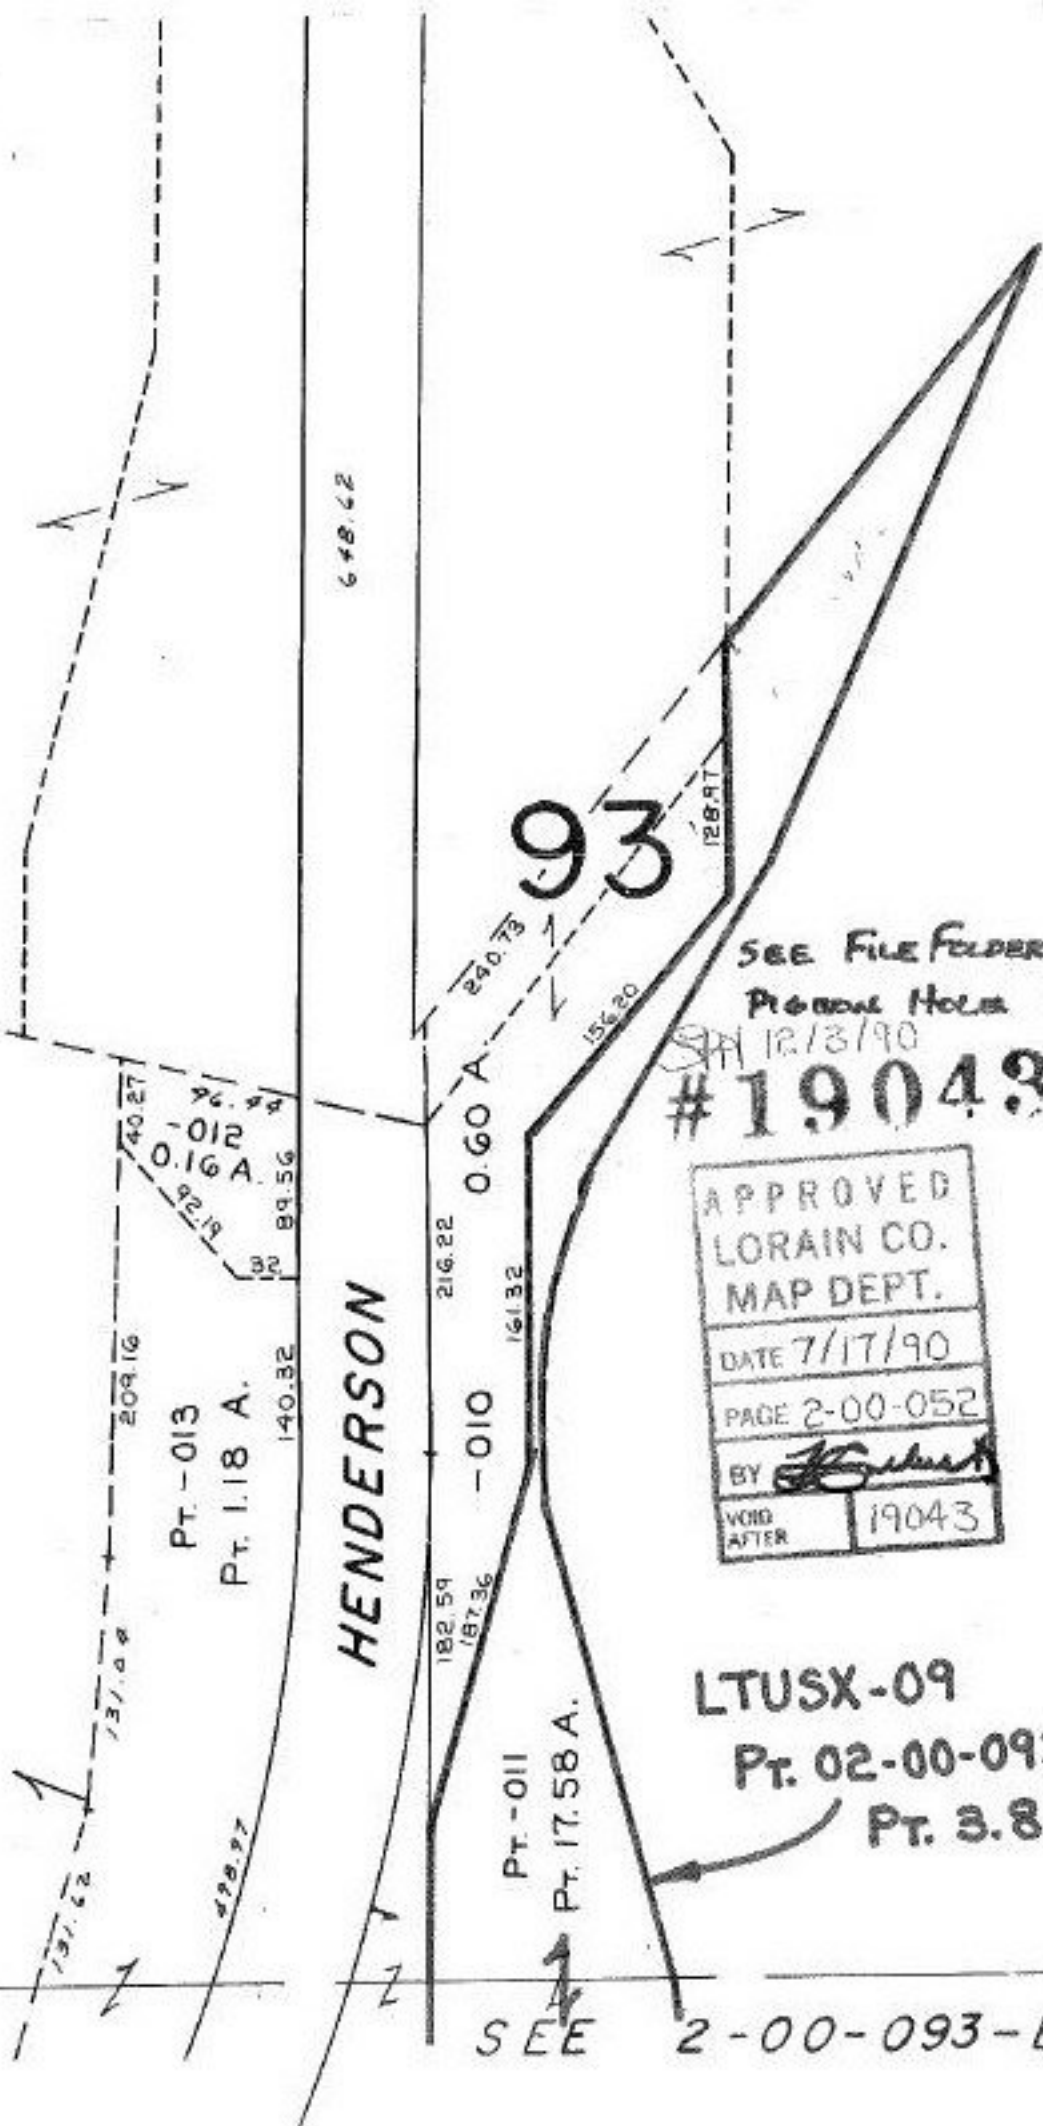 648.62
93
128.97
240.73
156.20
SEE FILE FOLDER
PIGEON HOLE
12/3/90
#19043
40.27
96.44
-012
0.16 A.
92.19
89.56
32
0.60 A
216.22
161.32
APPROVED
LORAIN CO.
MAP DEPT.
DATE 7/17/90
PAGE 2-00-052
BY
VOID AFTER 19043
209.16
PT. -013
PT. 1.18 A.
140.32
HENDERSON
-010
182.59
187.36
131.44
131.62
498.97
PT. -011
PT. 17.58 A.
LTUSX-09
PT. 02-00-093
PT. 3.8
SEE 2-00-093-